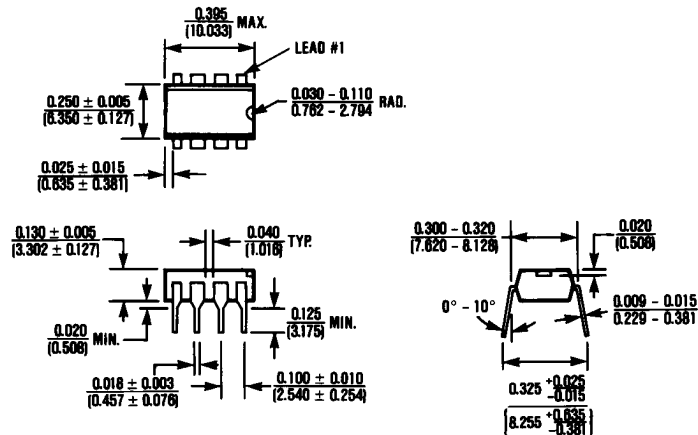 0.395
(10.033)
MAX.
LEAD #1
0.250 ± 0.005
(6.350 ± 0.127)
0.030 – 0.110
0.762 – 2.794
RAD.
0.025 ± 0.015
(0.635 ± 0.381)
0.130 ± 0.005
(3.302 ± 0.127)
0.040
(1.016)
TYP.
0.020
(0.508)
MIN.
0.125
(3.175)
MIN.
0.018 ± 0.003
(0.457 ± 0.076)
0.100 ± 0.010
(2.540 ± 0.254)
0.300 – 0.320
(7.620 – 8.128)
0.020
(0.508)
0° – 10°
0.009 – 0.015
0.229 – 0.381
0.325 +0.025
–0.015
(8.255 +0.635
–0.381)